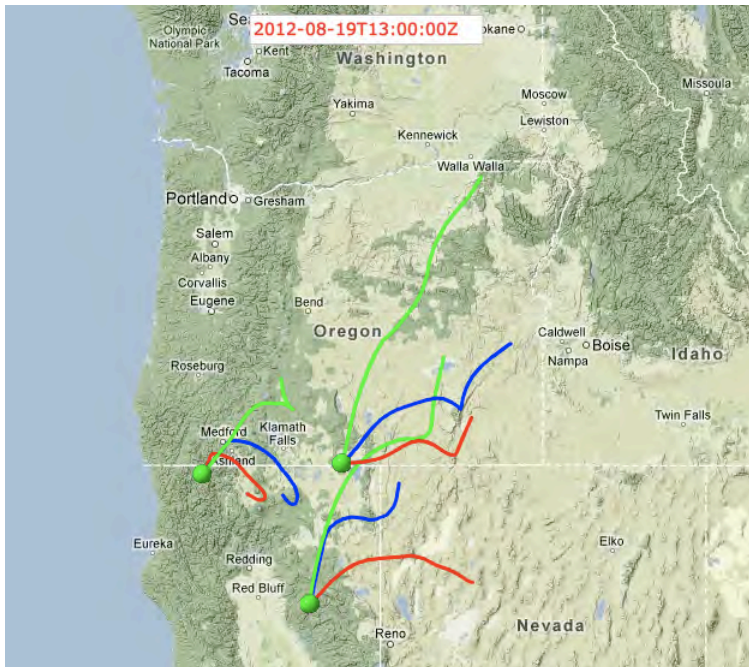 Olympic
National Park
Sea
2012-08-19T13:00:00Z
okane
Kent
Tacoma
Washington
Missoula
Moscow
Yakima
Lewiston
Kennewick
Walla Walla
Portland
Gresham
Salem
Albany
Corvallis
Eugene
Bend
Oregon
Caldwell
Boise
Nampa
Idaho
Roseburg
Twin Falls
Medford
Klamath
Falls
Ashland
Eureka
Elko
Redding
Red Bluff
Nevada
Reno